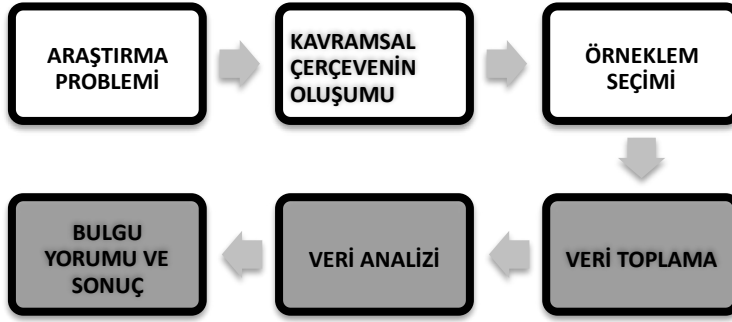 ARAŞTIRMA
PROBLEMİ
KAVRAMSAL
ÇERÇEVENİN
OLUŞUMU
ÖRNEKLEM
SEÇİMİ
VERİ TOPLAMA
VERİ ANALİZİ
BULGU
YORUMU VE
SONUÇ